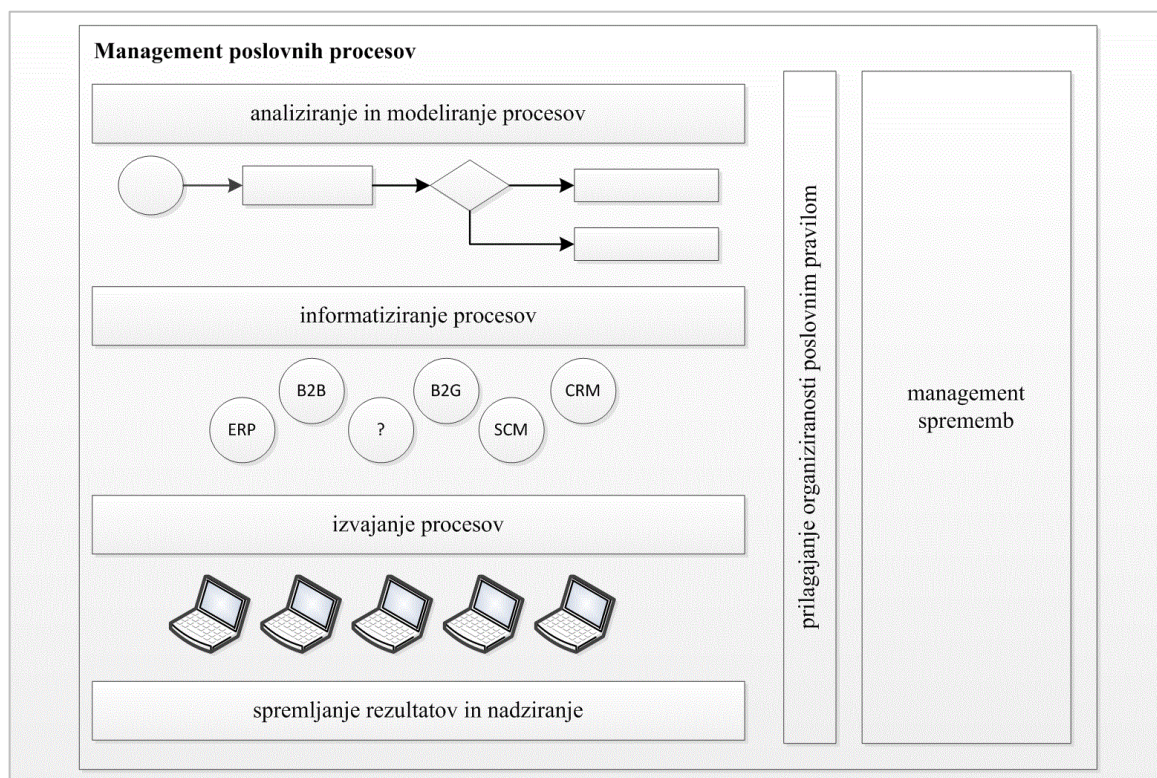 Management poslovnih procesov
analiziranje in modeliranje procesov
informatiziranje procesov
B2B
B2G
CRM
ERP
?
SCM
izvajanje procesov
spremljanje rezultatov in nadziranje
prilagajanje organiziranosti poslovnim pravilom
management
sprememb